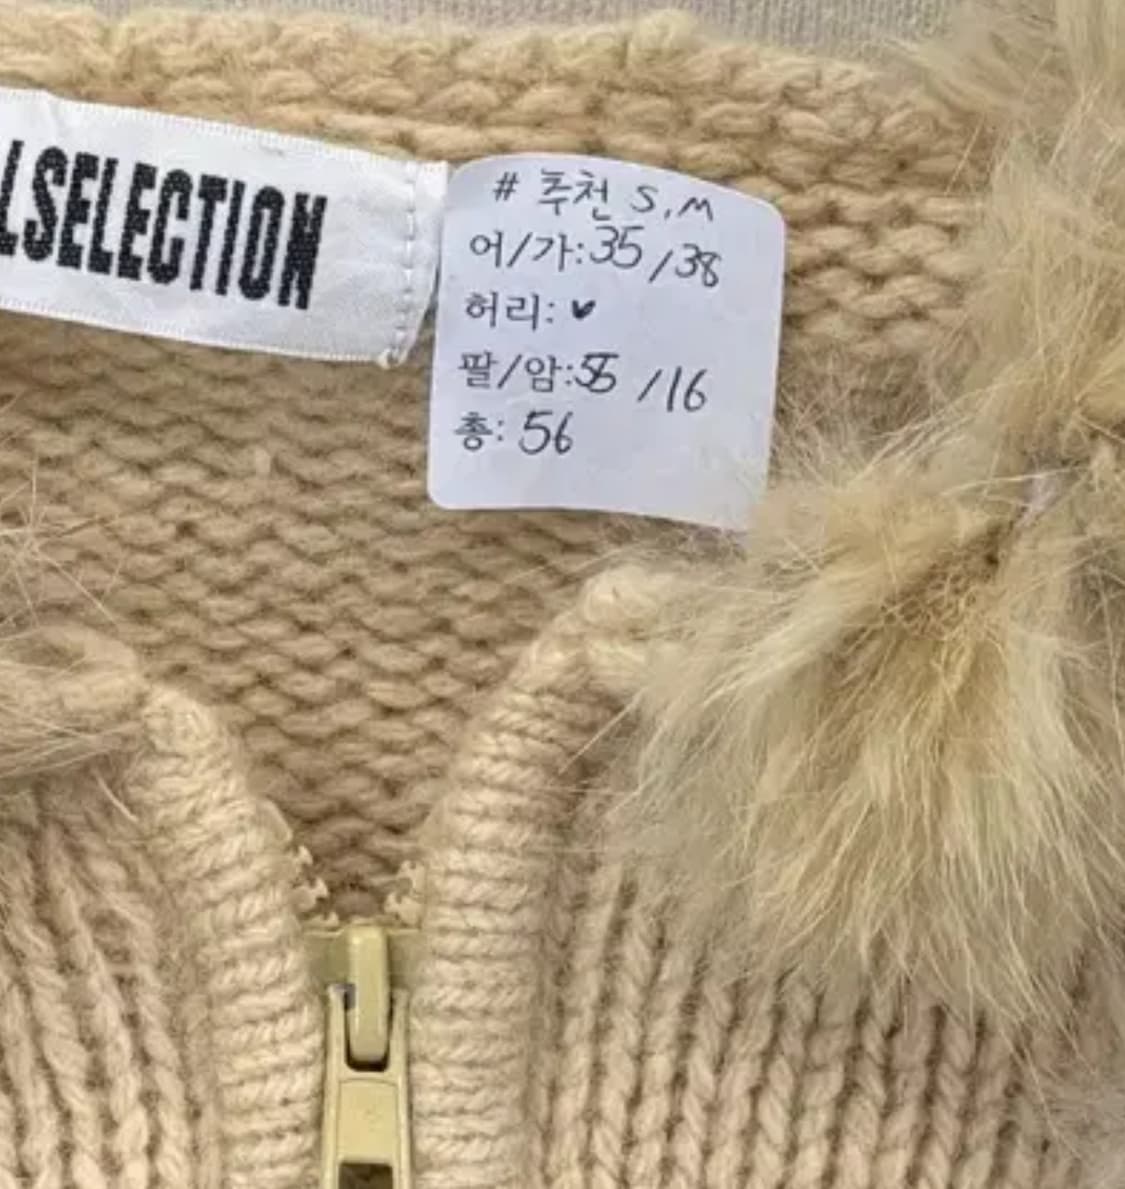 LSELECTION
# 추천 S, M
어/가: 35 / 38
허리: ♥
팔/암: 55 / 16
총: 56